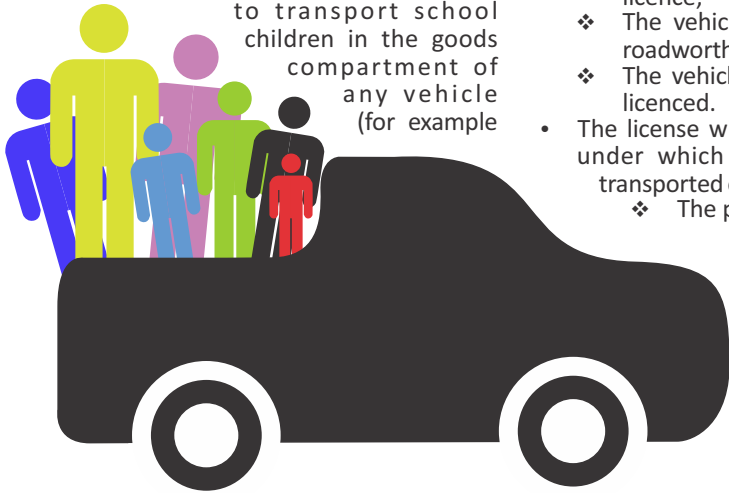 to transport school
children in the goods
compartment of
any vehicle
(for example
licence;
❖ The vehic
roadworth
❖ The vehicl
licenced.
• The license w
under which
transported
❖ The p